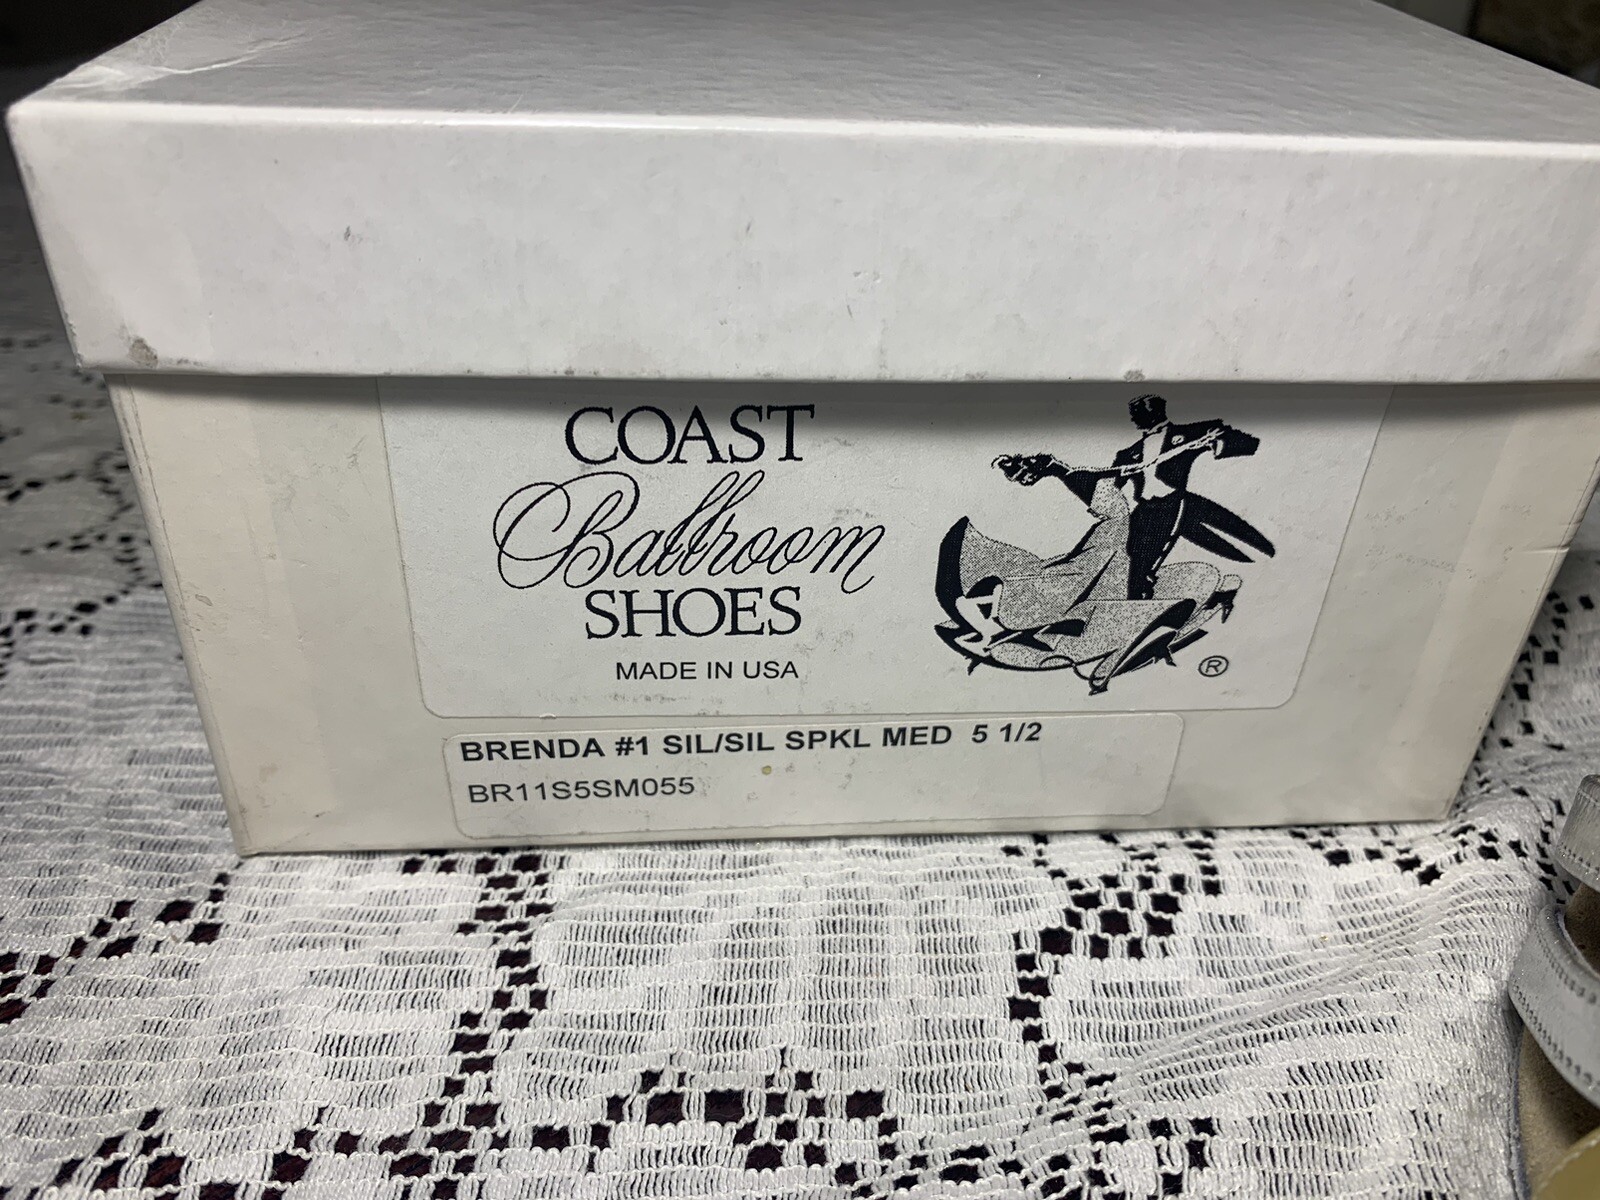 COAST
Ballroom
SHOES
MADE IN USA
®
BRENDA #1 SIL/SIL SPKL MED 5 1/2
BR11S5SM055